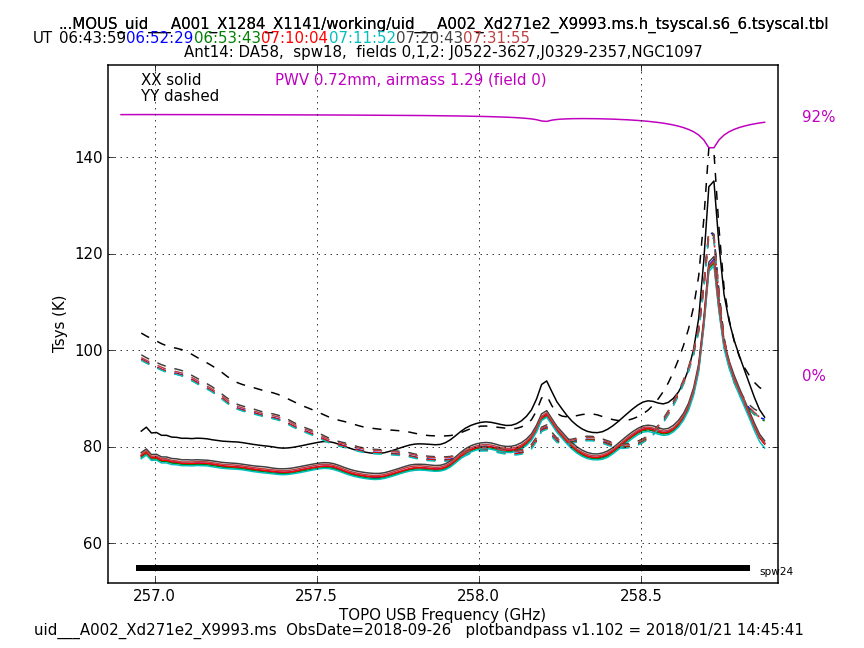 ...MOUS_uid___A001_X1284_X1141/working/uid___A002_Xd271e2_X9993.ms.h_tsyscal.s6_6.tsyscal.tbl
UT 06:43:59 06:52:29 06:53:43 07:10:04 07:11:52 07:20:43 07:31:55
Ant14: DA58,  spw18,  fields 0,1,2: J0522-3627,J0329-2357,NGC1097
XX solid
PWV 0.72mm, airmass 1.29 (field 0)
YY dashed
92%
140
120
100
80
60
Tsys (K)
0%
spw24
257.0
257.5
258.0
258.5
TOPO USB Frequency (GHz)
uid___A002_Xd271e2_X9993.ms  ObsDate=2018-09-26   plotbandpass v1.102 = 2018/01/21 14:45:41